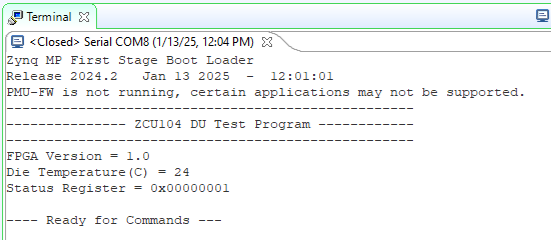 Terminal
<Closed> Serial COM8 (1/13/25, 12:04 PM)
Zynq MP First Stage Boot Loader
Release 2024.2   Jan 13 2025  -  12:01:01
PMU-FW is not running, certain applications may not be supported.
---------------------------------------------------
--------------- ZCU104 DU Test Program ------------
---------------------------------------------------
FPGA Version = 1.0
Die Temperature(C) = 24
Status Register = 0x00000001
---- Ready for Commands ---